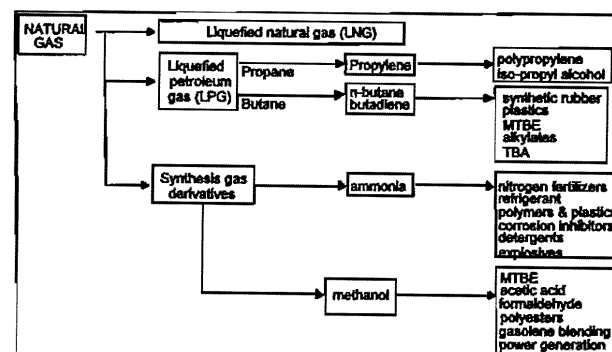 NATURAL
GAS
Liquefied natural gas (LNG)
Liquefied
petroleum
gas (LPG)
Propane
Butane
Propylene
polypropylene
iso-propyl alcohol
n-butane
butadiene
synthetic rubber
plastics
MTBE
alkylates
TBA
Synthesis gas
derivatives
ammonia
nitrogen fertilizers
refrigerant
polymers & plastics
corrosion inhibitors
detergents
explosives
methanol
MTBE
acetic acid
formaldehyde
polyesters
gasolene blending
power generation